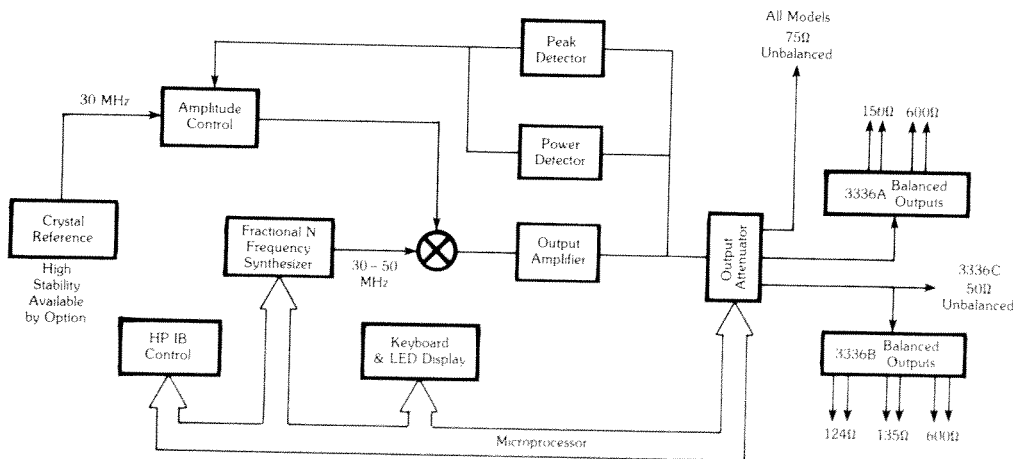 All Models
75Ω
Unbalanced
Peak
Detector
30 MHz
Amplitude
Control
150Ω
600Ω
Power
Detector
3336A Balanced
Outputs
Crystal
Reference
High
Stability
Available
by Option
Fractional N
Frequency
Synthesizer
30 – 50
MHz
Output
Amplifier
Output
Attenuator
3336C
50Ω
Unbalanced
HP IB
Control
Keyboard
& LED Display
3336B Balanced
Outputs
Microprocessor
124Ω
135Ω
600Ω